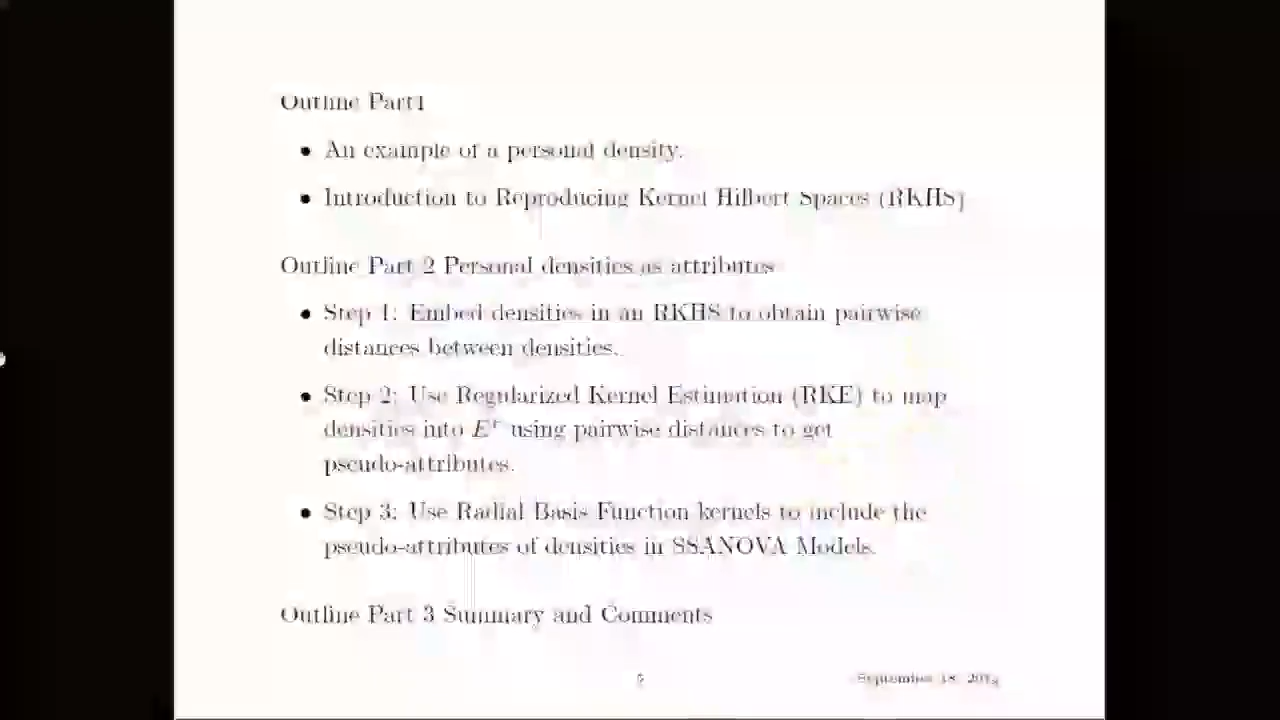 Outline Part1
• An example of a personal density.
• Introduction to Reproducing Kernel Hilbert Spaces (RKHS)
Outline Part 2 Personal densities as attributes
• Step 1: Embed densities in an RKHS to obtain pairwise
distances between densities.
• Step 2: Use Regularized Kernel Estimation (RKE) to map
densities into E^r using pairwise distances to get
pseudo-attributes.
• Step 3: Use Radial Basis Function kernels to include the
pseudo-attributes of densities in SSANOVA Models.
Outline Part 3 Summary and Comments
September 18,